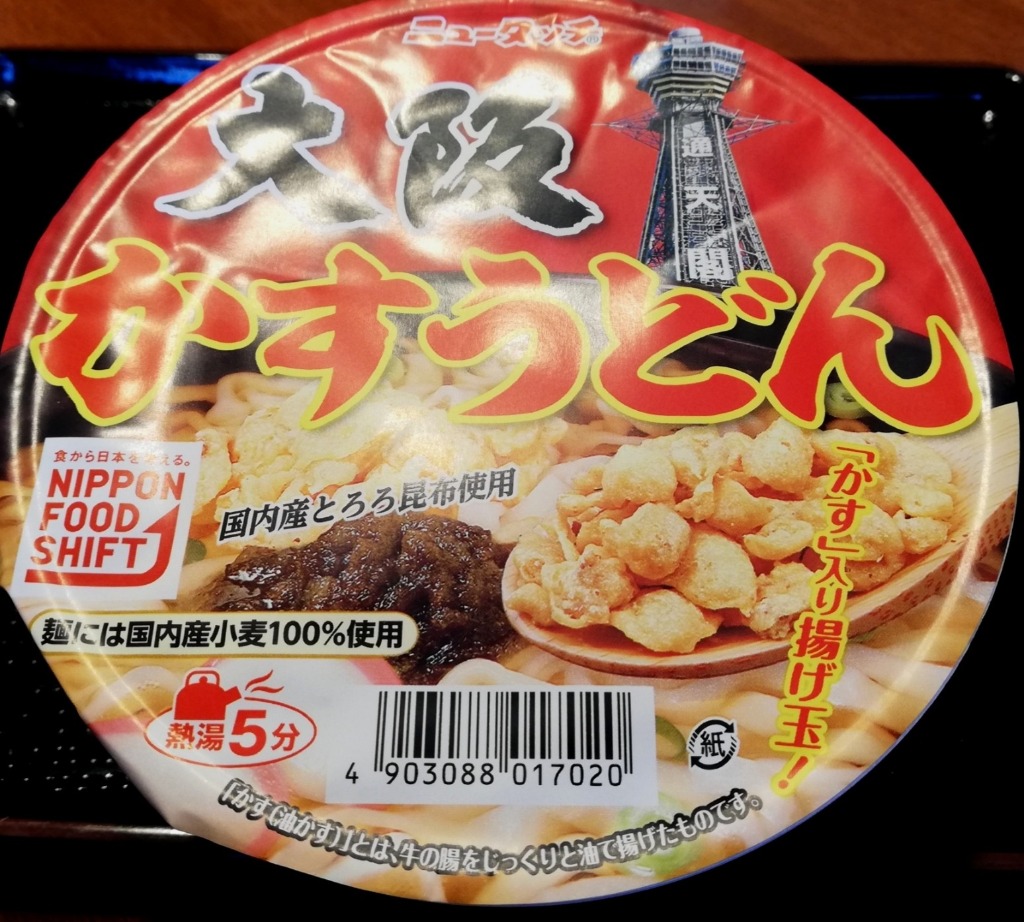 ニュータッチ
大阪
通天閣
かすうどん
食から日本を考える。
NIPPON
FOOD
SHIFT
国内産とろろ昆布使用
「かす」入り揚げ玉!
麺には国内産小麦100%使用
熱湯5分
4 903088 017020
紙
「かす(油かす)」とは、牛の腸をじっくりと油で揚げたものです。